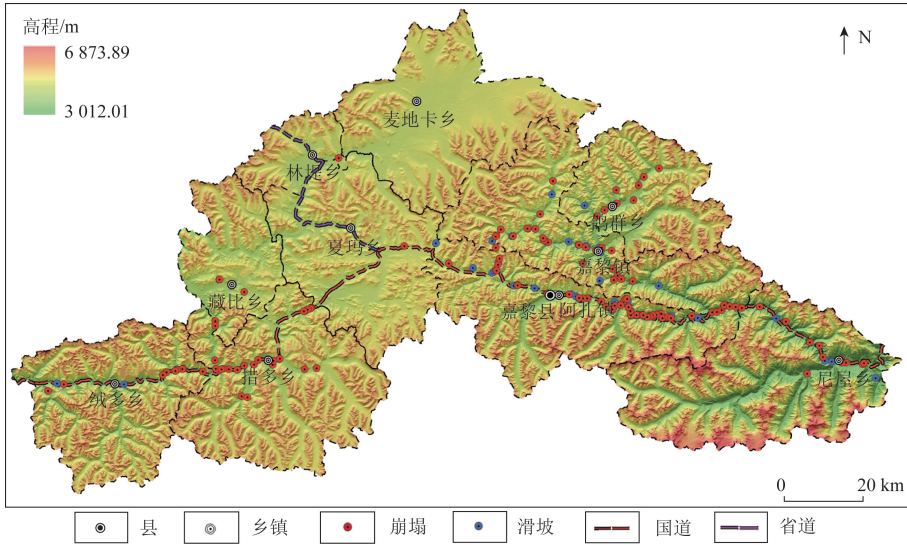 高程/m
6 873.89
3 012.01
N
麦地卡乡
林堤乡
鸽群乡
夏玛乡
嘉黎镇
藏比乡
嘉黎县
阿扎镇
措多乡
尼屋乡
绒多乡
0
20 km
县
乡镇
崩塌
滑坡
国道
省道